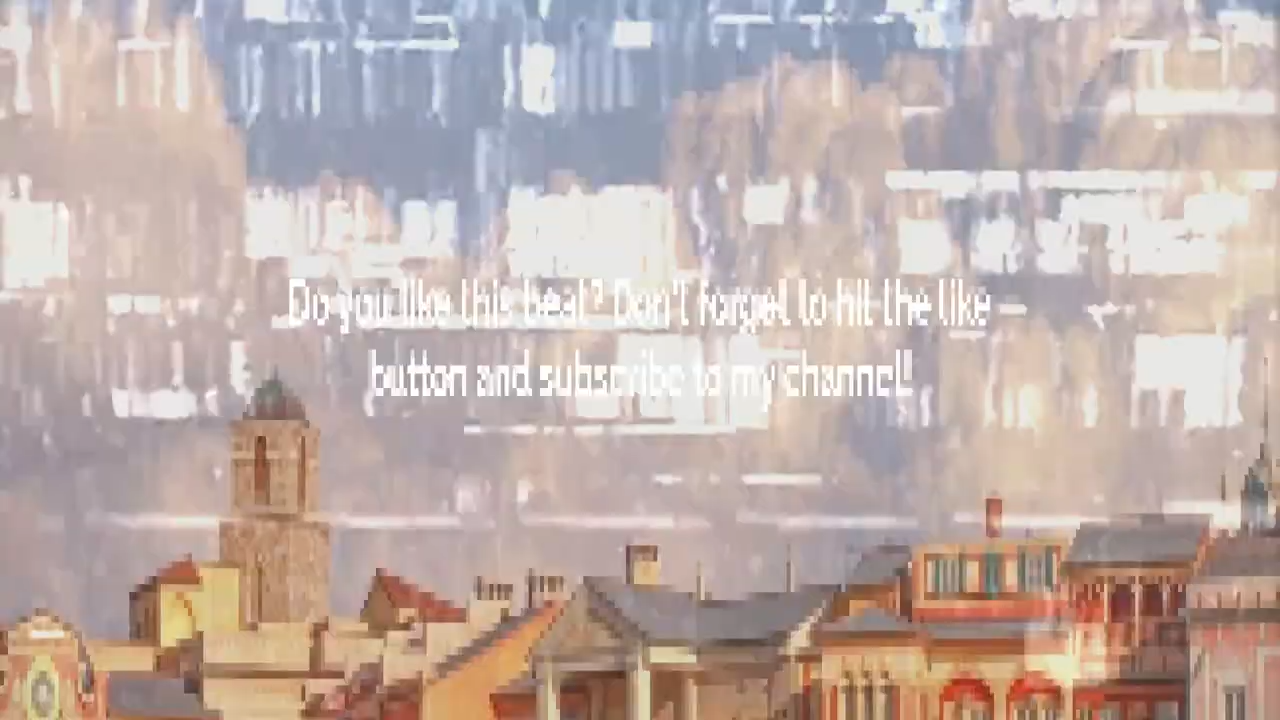 Do you like this beat? Don't forget to hit the like
button and subscribe to my channel!